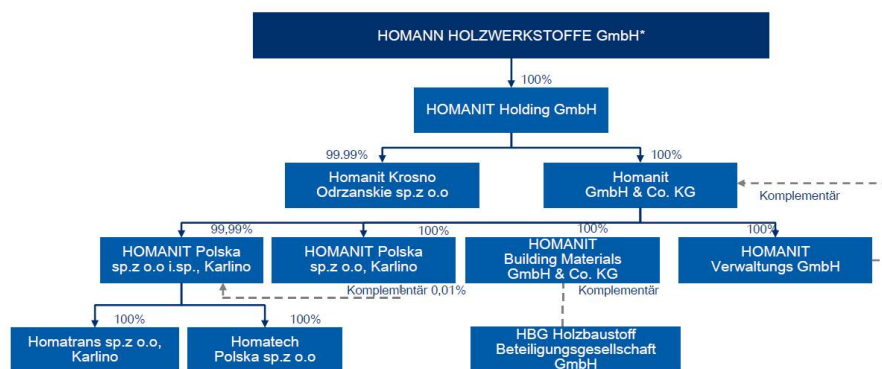 HOMANN HOLZWERKSTOFFE GmbH*
100%
HOMANIT Holding GmbH
99.99%
100%
Homanit Krosno
Odrzanskie sp.z o.o
Homanit
GmbH & Co. KG
Komplementär
99,99%
100%
100%
100%
HOMANIT Polska
sp.z o.o i.sp., Karlino
HOMANIT Polska
sp.z o.o, Karlino
HOMANIT
Building Materials
GmbH & Co. KG
HOMANIT
Verwaltungs GmbH
Komplementär 0,01%
Komplementär
100%
100%
Homatrans sp.z o.o,
Karlino
Homatech
Polska sp.z o.o
HBG Holzbaustoff
Beteiligungsgesellschaft
GmbH